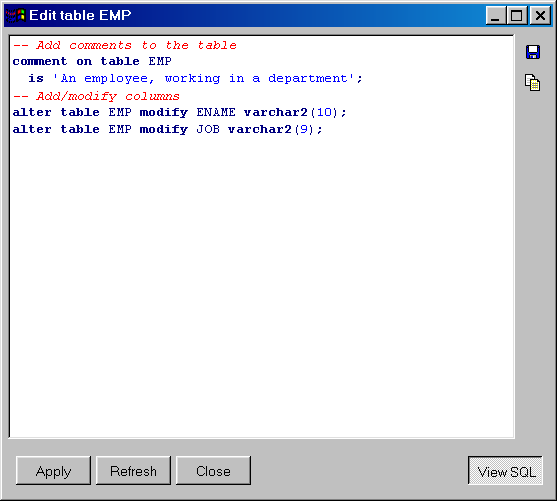 Edit table EMP
-- Add comments to the table
comment on table EMP
  is 'An employee, working in a department';
-- Add/modify columns
alter table EMP modify ENAME varchar2(10);
alter table EMP modify JOB varchar2(9);
Apply Refresh Close View SQL